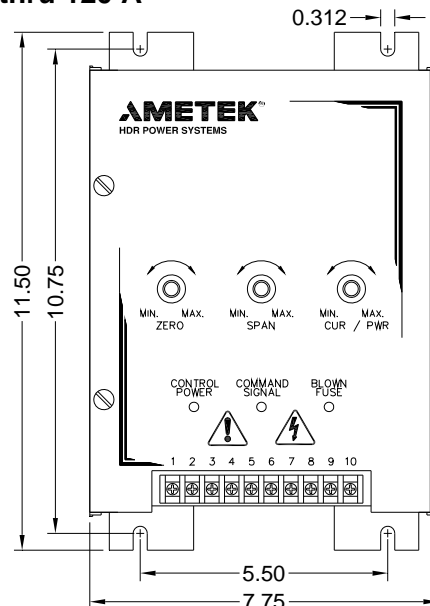 thru 120 A
0.312
AMETEK®
HDR POWER SYSTEMS
11.50
10.75
MIN. MAX. MIN. MAX. MIN. MAX.
ZERO SPAN CUR / PWR
CONTROL POWER COMMAND SIGNAL BLOWN FUSE
1 2 3 4 5 6 7 8 9 10
5.50
7.75